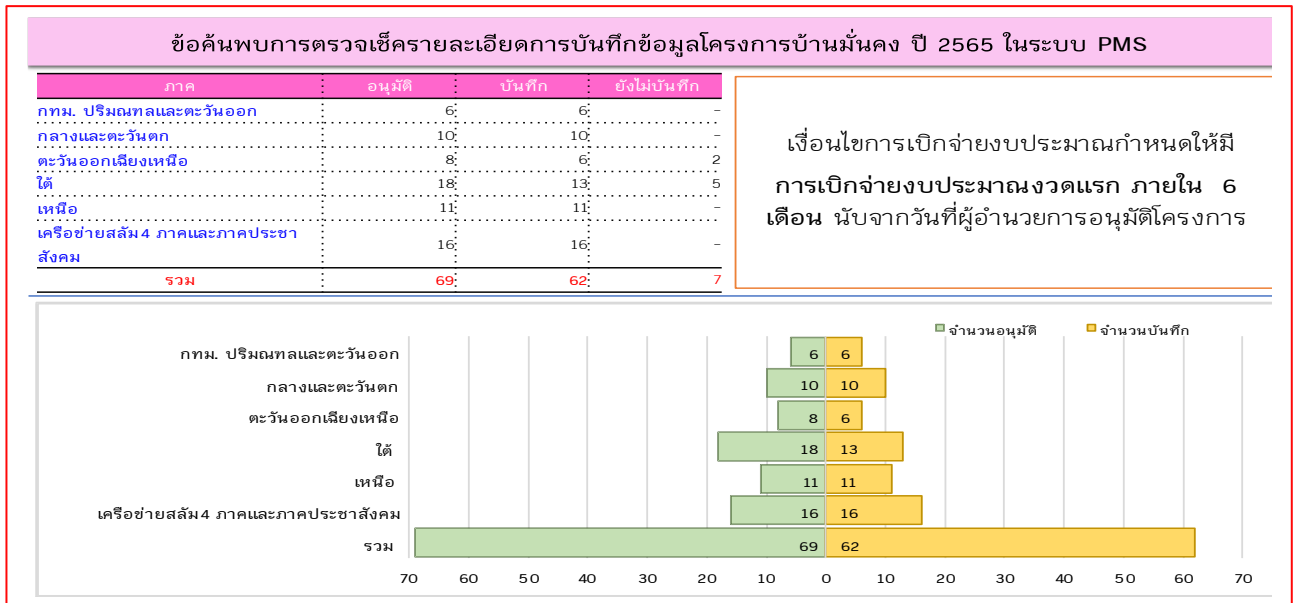 ข้อค้นพบการตรวจเช็ครายละเอียดการบันทึกข้อมูลโครงการบ้านมั่นคง ปี 2565 ในระบบ PMS
ภาค อนุมัติ บันทึก ยังไม่บันทึก
กทม. ปริมณฑลและตะวันออก 6 6 -
กลางและตะวันตก 10 10 -
ตะวันออกเฉียงเหนือ 8 6 2
ใต้ 18 13 5
เหนือ 11 11 -
เครือข่ายสลัม4 ภาคและภาคประชา
สังคม 16 16 -
รวม 69 62 7
เงื่อนไขการเบิกจ่ายงบประมาณกำหนดให้มี
การเบิกจ่ายงบประมาณงวดแรก ภายใน 6
เดือน นับจากวันที่ผู้อำนวยการอนุมัติโครงการ
จำนวนอนุมัติ จำนวนบันทึก
กทม. ปริมณฑลและตะวันออก 6 6
กลางและตะวันตก 10 10
ตะวันออกเฉียงเหนือ 8 6
ใต้ 18 13
เหนือ 11 11
เครือข่ายสลัม4 ภาคและภาคประชาสังคม 16 16
รวม 69 62
70 60 50 40 30 20 10 0 10 20 30 40 50 60 70